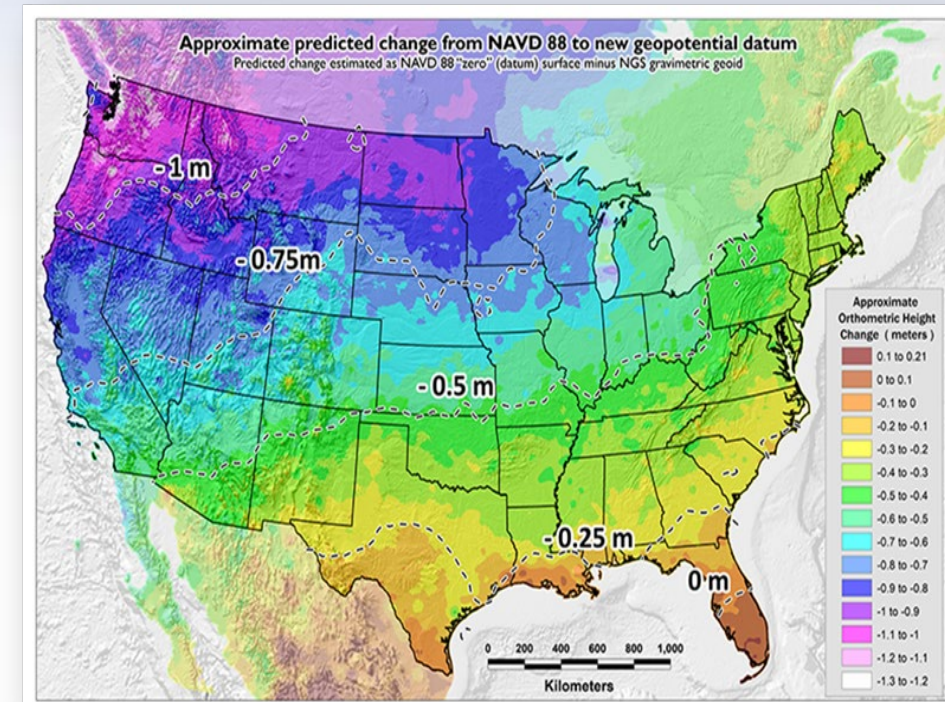 Approximate predicted change from NAVD 88 to new geopotential datum
Predicted change estimated as NAVD 88 "zero" (datum) surface minus NGS gravimetric geoid
- 1 m
- 0.75m
- 0.5 m
- 0.25 m
0 m
Approximate
Orthometric Height
Change ( meters )
0.1 to 0.21
0 to 0.1
-0.1 to 0
-0.2 to -0.1
-0.3 to -0.2
-0.4 to -0.3
-0.5 to -0.4
-0.6 to -0.5
-0.7 to -0.6
-0.8 to -0.7
-0.9 to -0.8
-1 to -0.9
-1.1 to -1
-1.2 to -1.1
-1.3 to -1.2
0 200 400 600 800 1,000
Kilometers